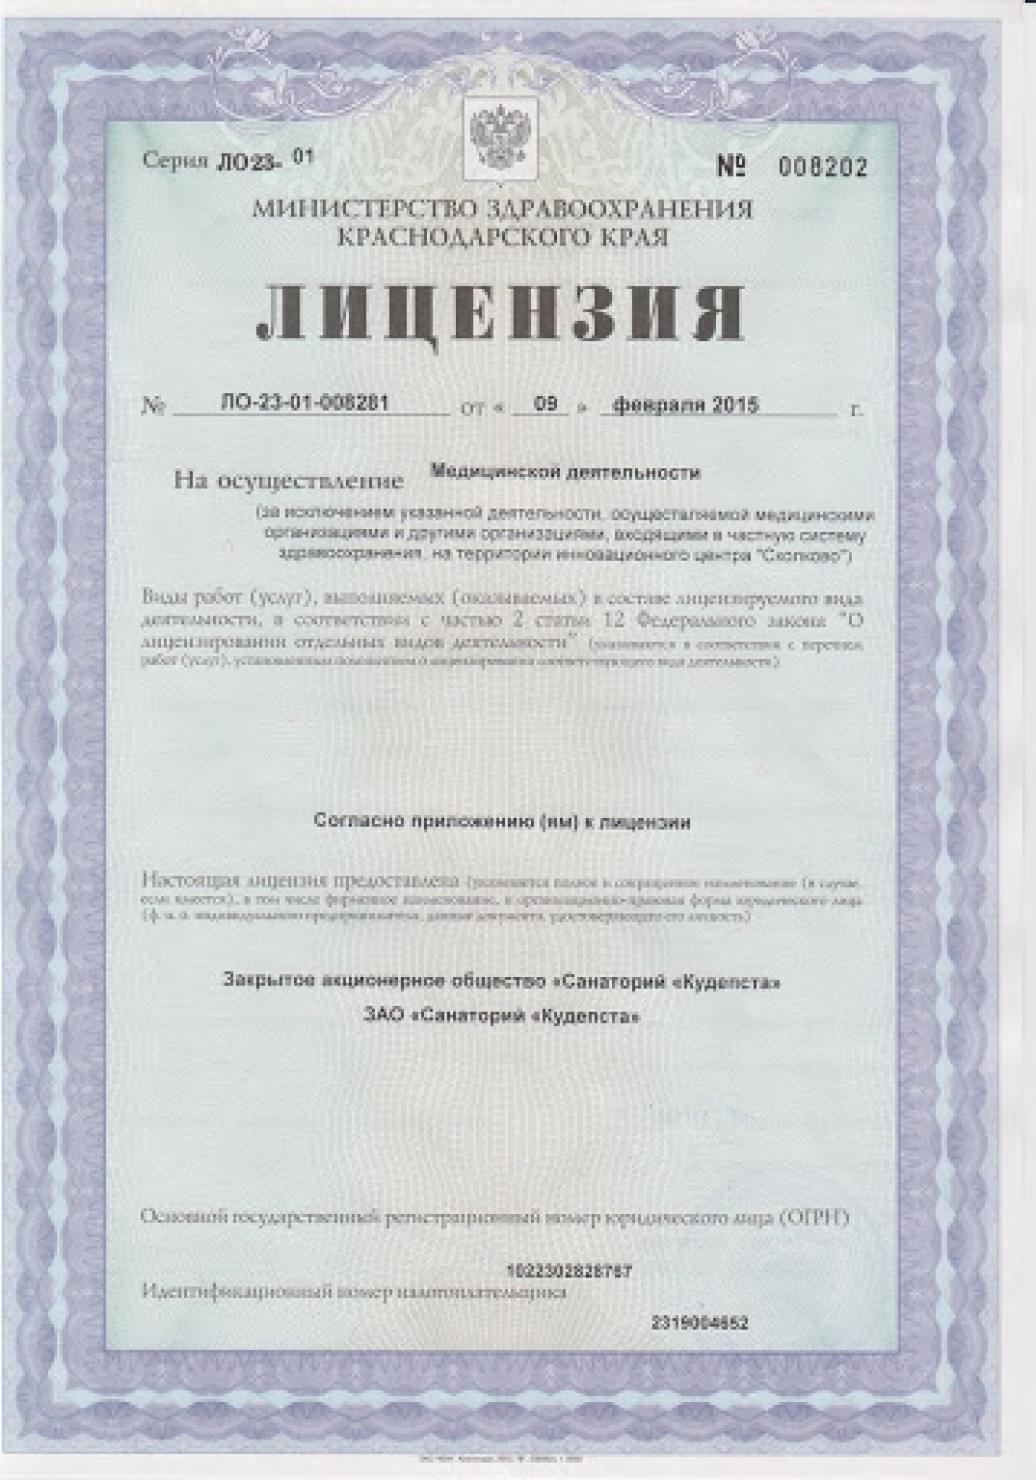 Серия ЛО23- 01 № 008202
МИНИСТЕРСТВО ЗДРАВООХРАНЕНИЯ
КРАСНОДАРСКОГО КРАЯ
ЛИЦЕНЗИЯ
№ ЛО-23-01-008281 от « 09 » февраля 2015 г.
На осуществление Медицинской деятельности
(за исключением указанной деятельности, осуществляемой медицинскими
организациями и другими организациями, входящими в частную систему
здравоохранения, на территории инновационного центра "Сколково")
Виды работ (услуг), выполняемых (оказываемых) в составе лицензируемого вида
деятельности, в соответствии с частью 2 статьи 12 Федерального закона "О
лицензировании отдельных видов деятельности" (указываются в соответствии с перечнем
работ (услуг), установленным положением о лицензировании соответствующего вида деятельности)
Согласно приложению (ям) к лицензии
Настоящая лицензия предоставлена (указывается полное и сокращенное наименование (в случае,
если имеется), в том числе фирменное наименование, и организационно-правовая форма юридического лица
(ф. и. о. индивидуального предпринимателя, данные документа, удостоверяющего его личность)
Закрытое акционерное общество «Санаторий «Кудепста»
ЗАО «Санаторий «Кудепста»
Основной государственный регистрационный номер юридического лица (ОГРН)
1022302828767
Идентификационный номер налогоплательщика
2319004652